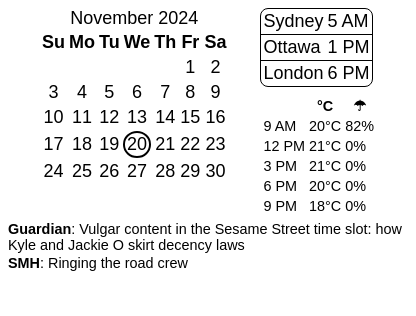 November 2024
Su Mo Tu We Th Fr Sa
1 2
3 4 5 6 7 8 9
10 11 12 13 14 15 16
17 18 19 20 21 22 23
24 25 26 27 28 29 30
Sydney 5 AM
Ottawa 1 PM
London 6 PM
°C ☂
9 AM 20°C 82%
12 PM 21°C 0%
3 PM 21°C 0%
6 PM 20°C 0%
9 PM 18°C 0%
Guardian: Vulgar content in the Sesame Street time slot: how
Kyle and Jackie O skirt decency laws
SMH: Ringing the road crew